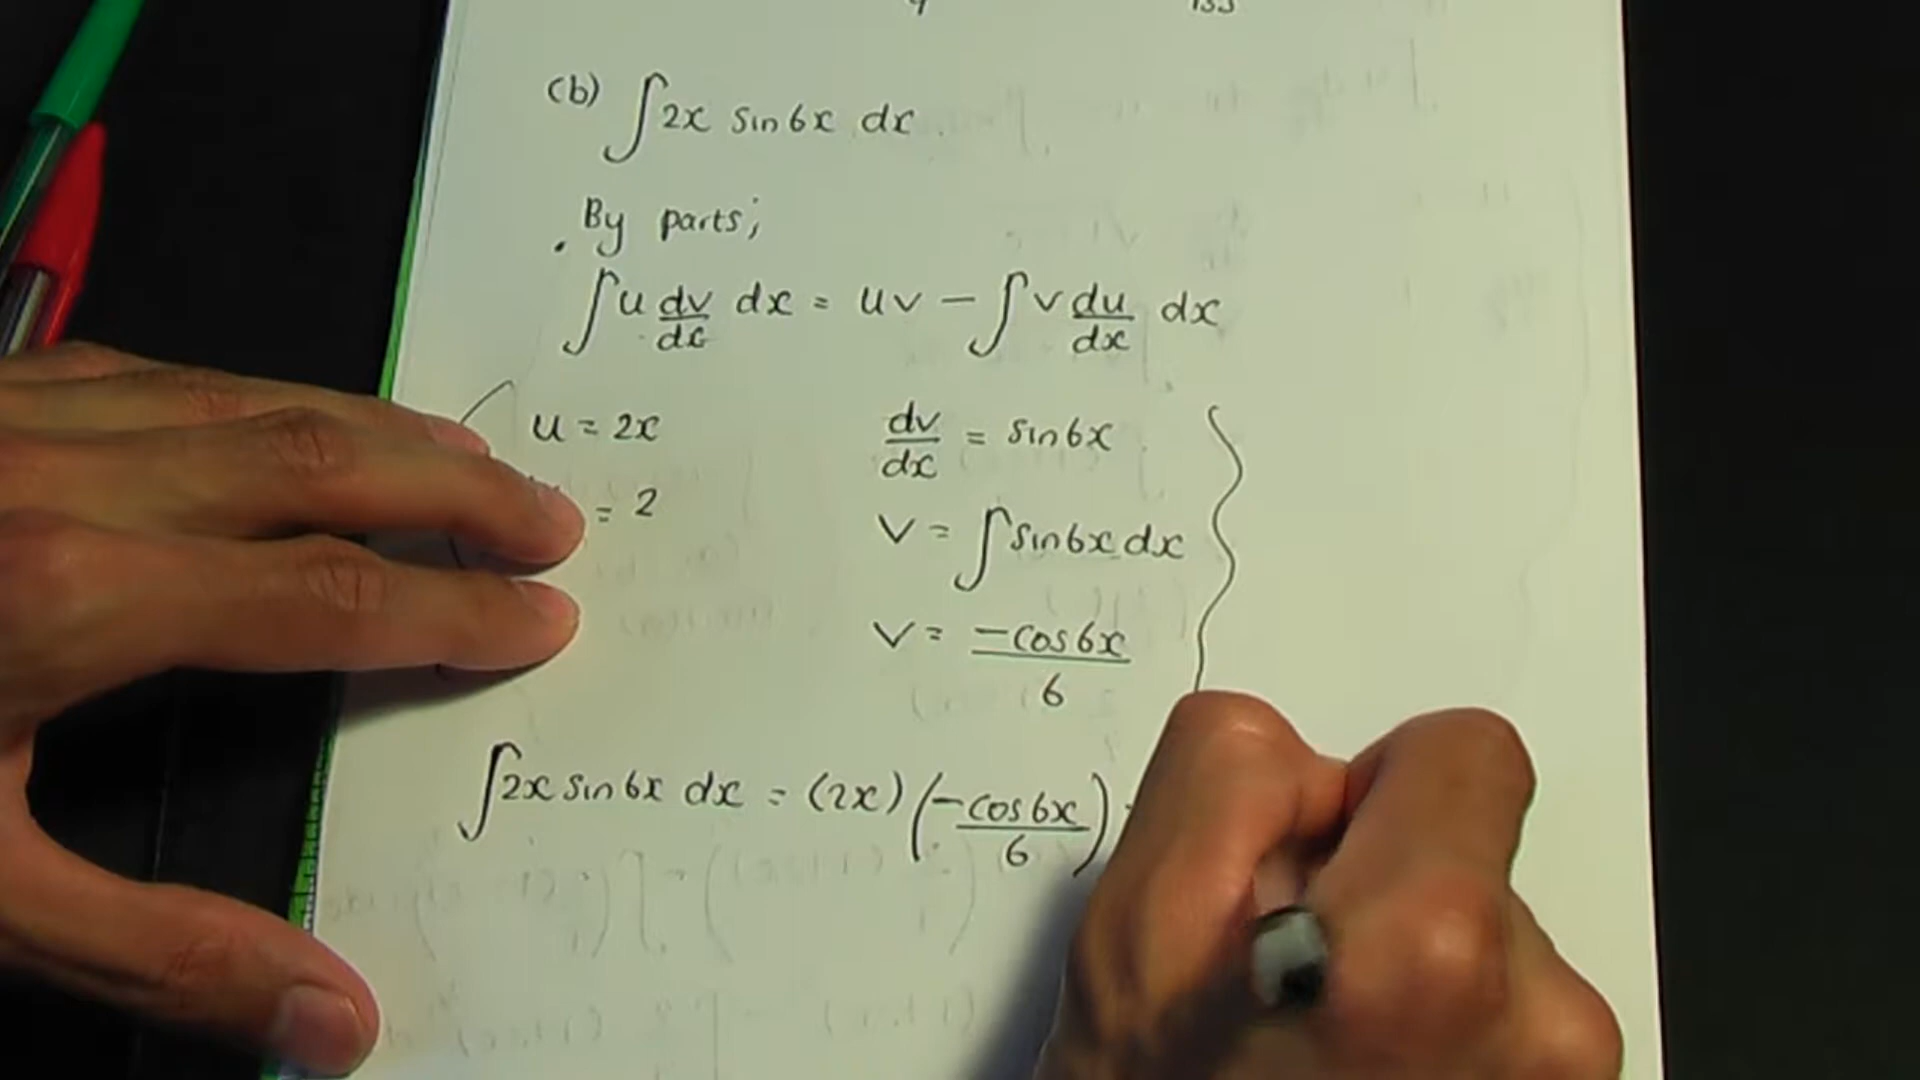 (b) ∫2x sin6x dx
By parts;
∫u dv/dx dx = uv - ∫v du/dx dx
u = 2x
dv/dx = sin6x
= 2
v = ∫sin6x dx
v = -cos6x/6
∫2x sin6x dx = (2x)(-cos6x/6)